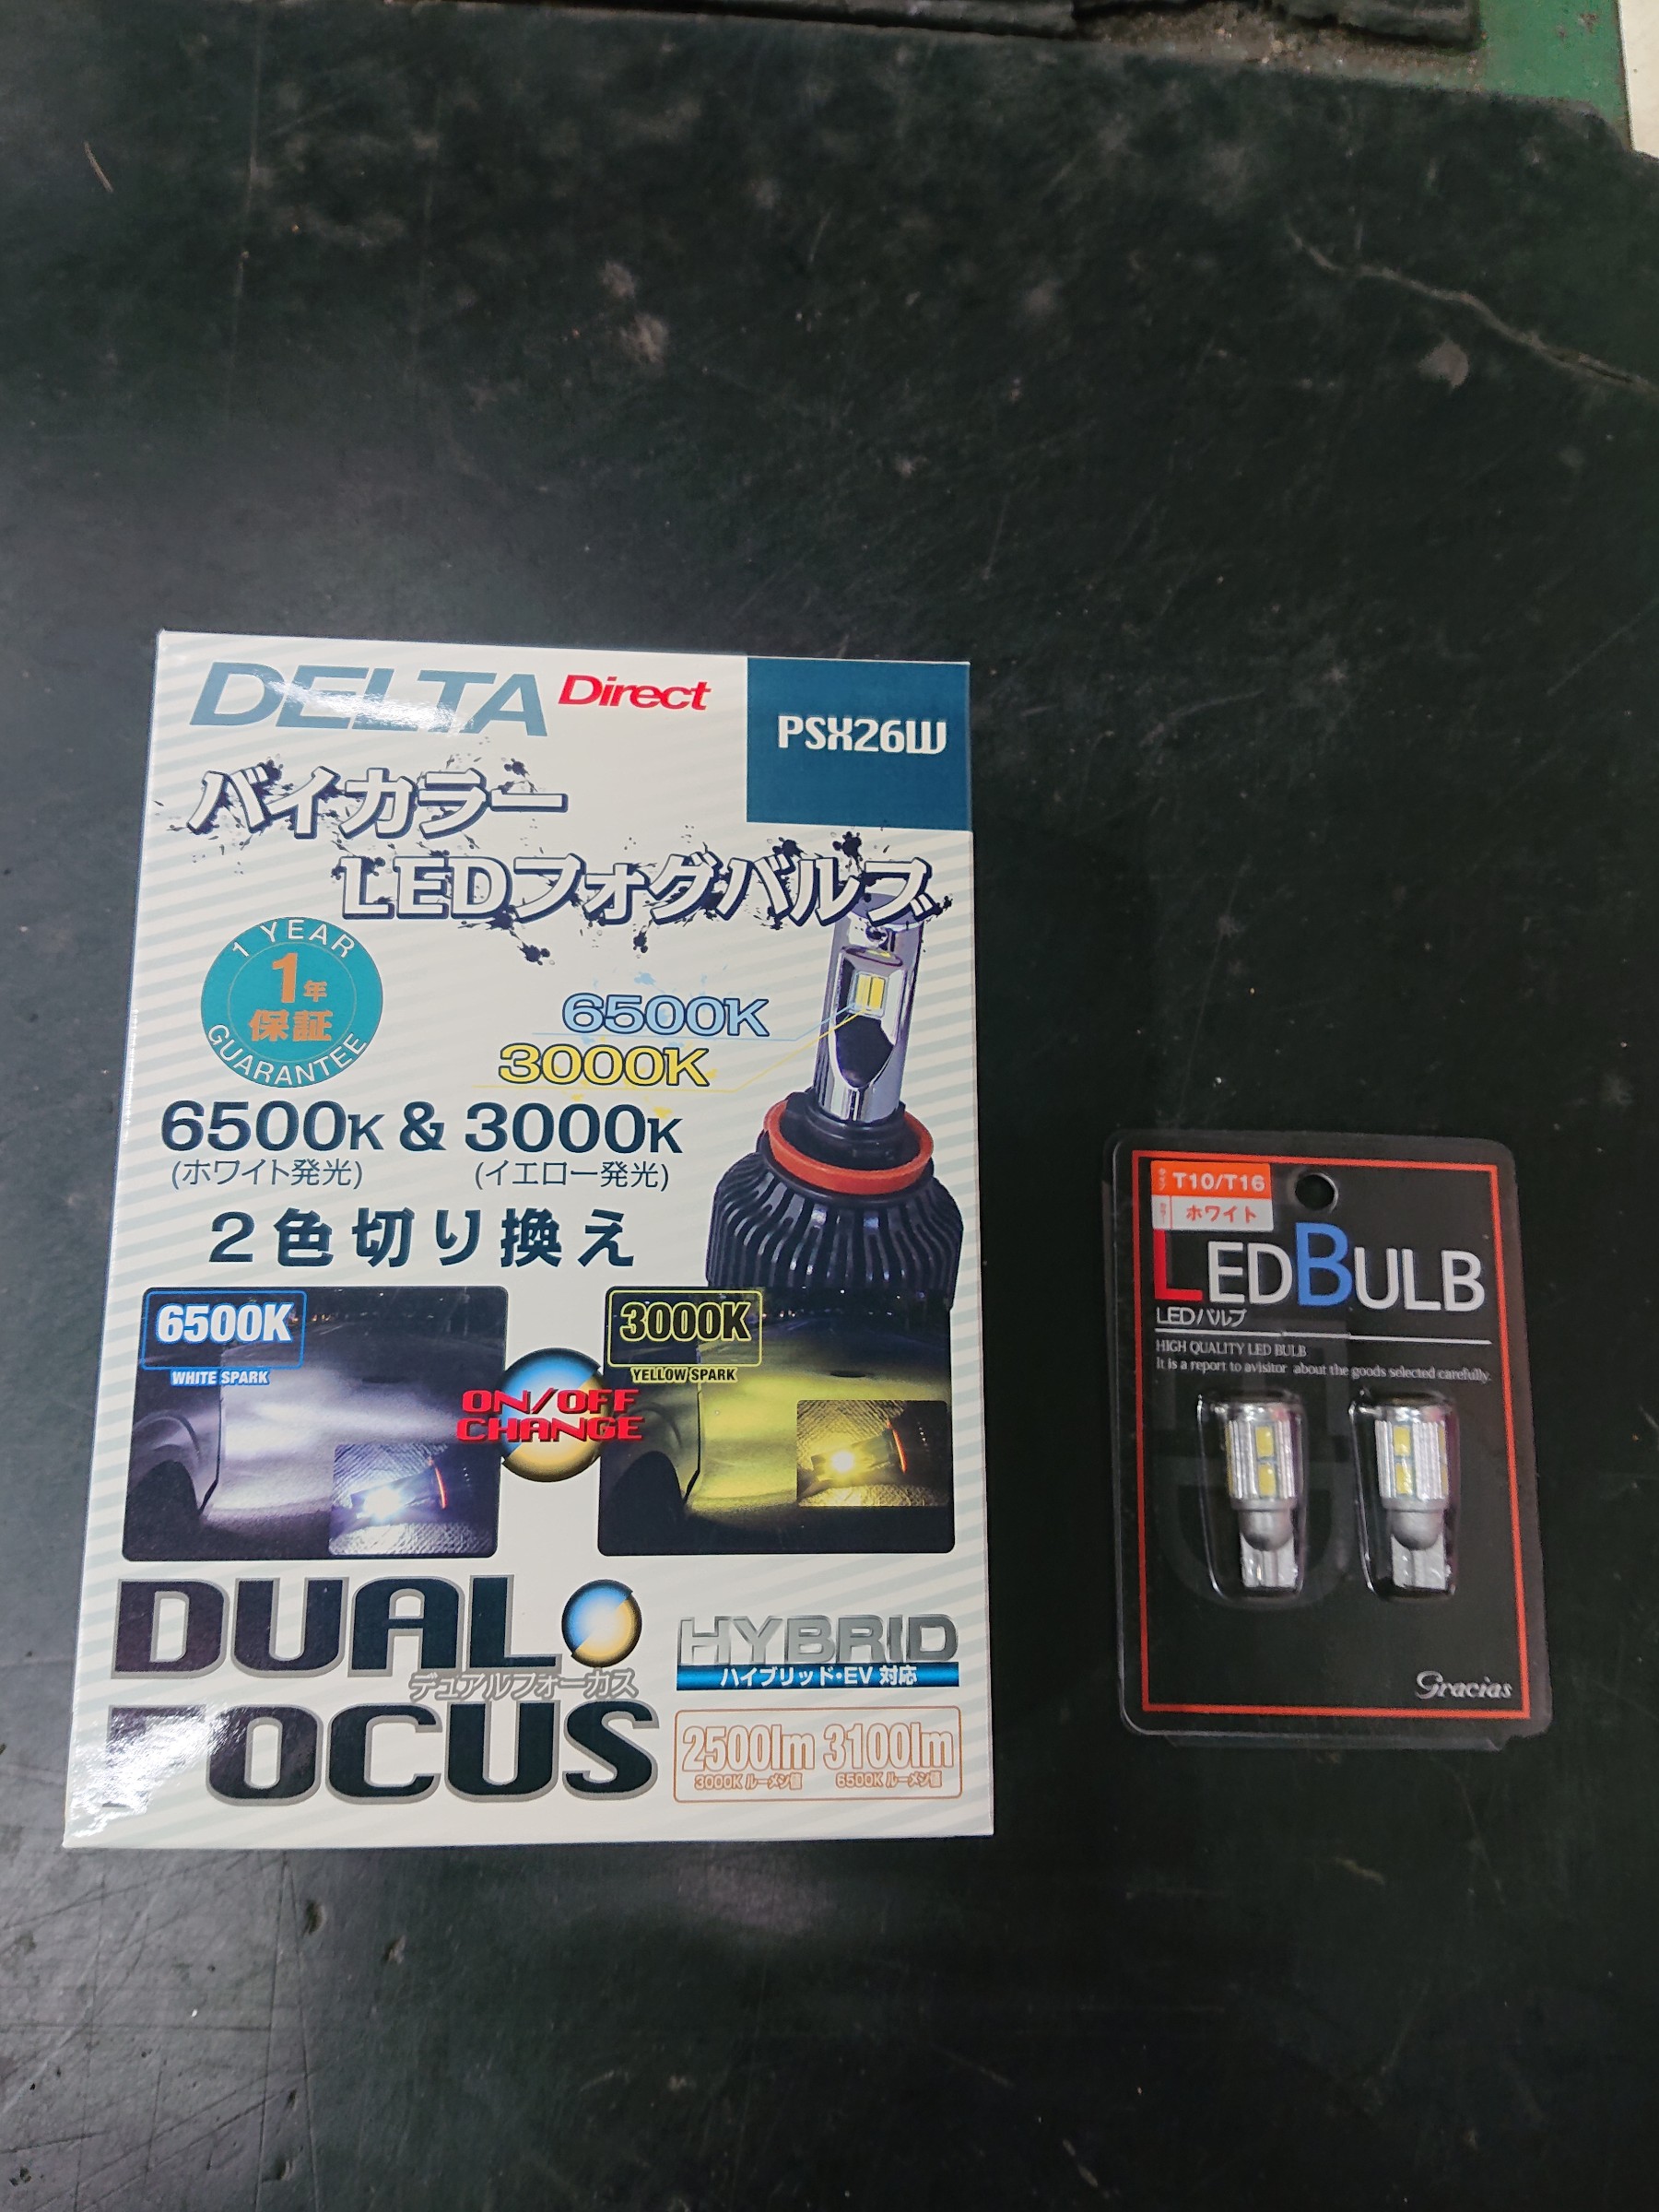 DELTA Direct
PSX26W
バイカラー
LEDフォグバルブ
1 YEAR
1年
保証
GUARANTEE
6500K
3000K
6500K & 3000K
(ホワイト発光) (イエロー発光)
2色切り換え
6500K
WHITE SPARK
ON/OFF
CHANGE
3000K
YELLOW SPARK
DUAL
デュアルフォーカス
FOCUS
HYBRID
ハイブリッド・EV 対応
2500lm 3100lm
3000K ルーメン値 6500K ルーメン値
T10/T16
ホワイト
LEDBULB
LEDバルブ
HIGH QUALITY LED BULB
It is a report to avisitor about the goods selected carefully.
Gracias